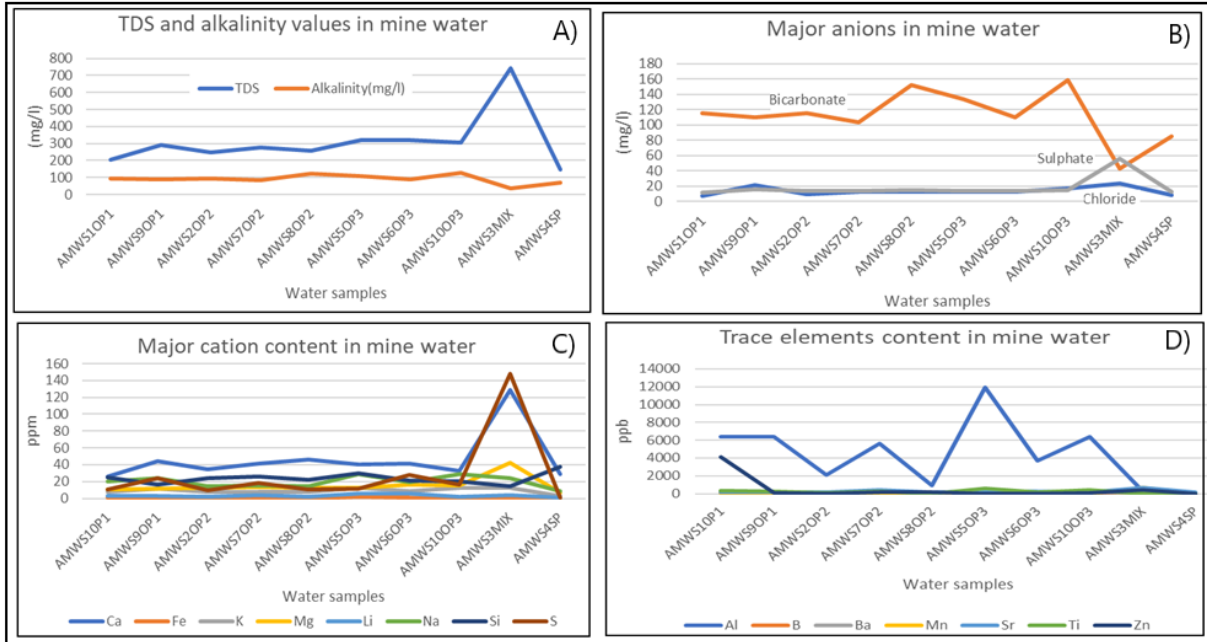 TDS and alkalinity values in mine water
A)
800
700
600
500
400
300
200
100
0
(mg/l)
TDS
Alkalinity(mg/l)
AMWS1OP1
AMWS9OP1
AMWS2OP2
AMWS7OP2
AMWS8OP2
AMWS5OP3
AMWS6OP3
AMWS10OP3
AMWS3MIX
AMWS4SP
Water samples
Major anions in mine water
B)
180
160
140
120
100
80
60
40
20
0
(mg/l)
Bicarbonate
Sulphate
Chloride
AMWS1OP1
AMWS9OP1
AMWS2OP2
AMWS7OP2
AMWS8OP2
AMWS5OP3
AMWS6OP3
AMWS10OP3
AMWS3MIX
AMWS4SP
Water samples
Major cation content in mine water
C)
160
140
120
100
80
60
40
20
0
ppm
AMWS1OP1
AMWS9OP1
AMWS2OP2
AMWS7OP2
AMWS8OP2
AMWS5OP3
AMWS6OP3
AMWS10OP3
AMWS3MIX
AMWS4SP
Water samples
Ca Fe K Mg Li Na Si S
Trace elements content in mine water
D)
14000
12000
10000
8000
6000
4000
2000
0
ppb
AMWS1OP1
AMWS9OP1
AMWS2OP2
AMWS7OP2
AMWS8OP2
AMWS5OP3
AMWS6OP3
AMWS10OP3
AMWS3MIX
AMWS4SP
Water samples
Al B Ba Mn Sr Ti Zn